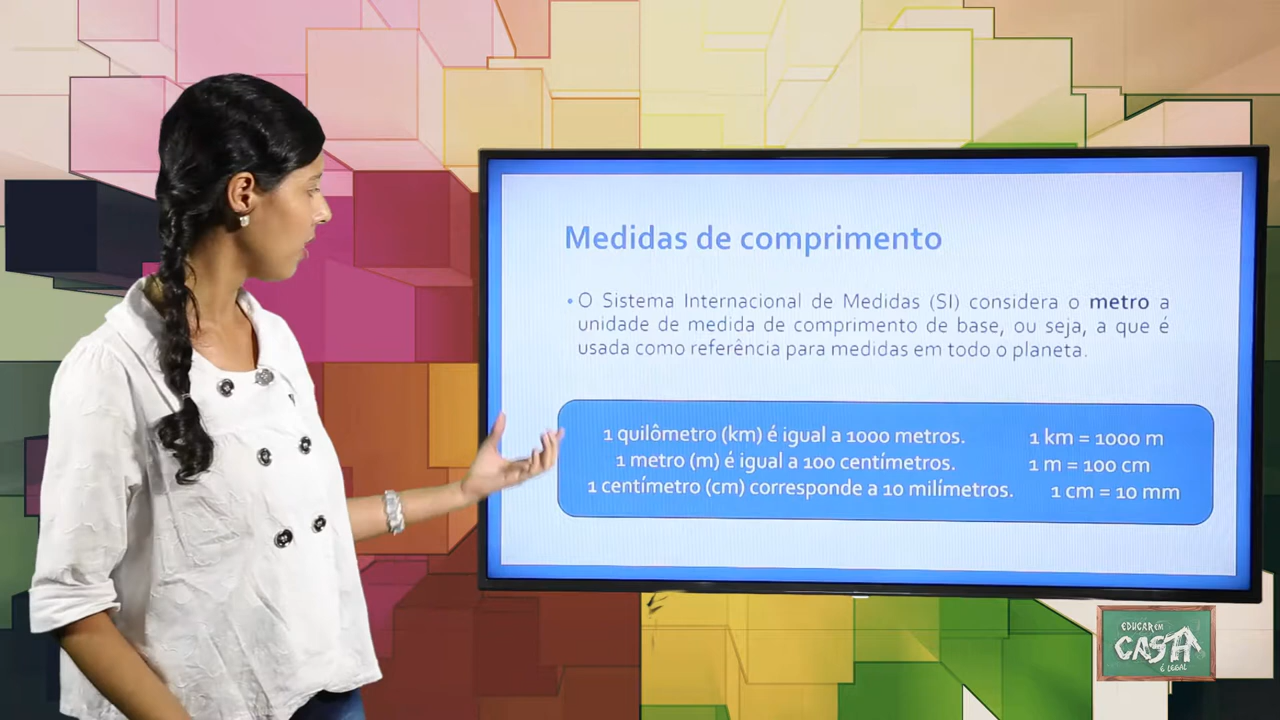 Medidas de comprimento
• O Sistema Internacional de Medidas (SI) considera o metro a
unidade de medida de comprimento de base, ou seja, a que é
usada como referência para medidas em todo o planeta.
1 quilômetro (km) é igual a 1000 metros. 1 km = 1000 m
1 metro (m) é igual a 100 centímetros. 1 m = 100 cm
1 centímetro (cm) corresponde a 10 milímetros. 1 cm = 10 mm
EDUCAR EM
CASA
É LEGAL